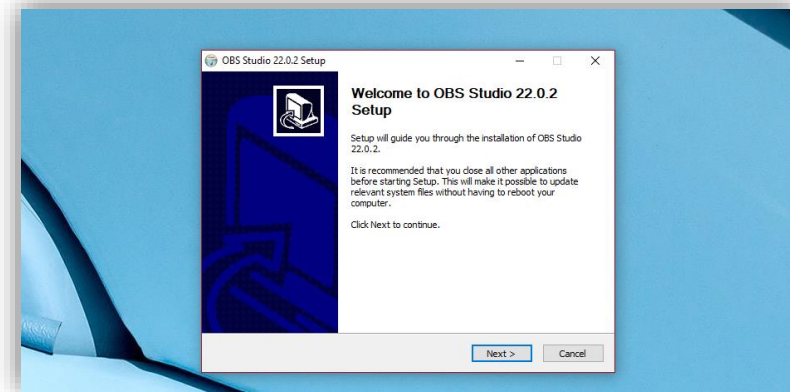 OBS Studio 22.0.2 Setup
Welcome to OBS Studio 22.0.2
Setup
Setup will guide you through the installation of OBS Studio
22.0.2.
It is recommended that you close all other applications
before starting Setup. This will make it possible to update
relevant system files without having to reboot your
computer.
Click Next to continue.
Next >
Cancel